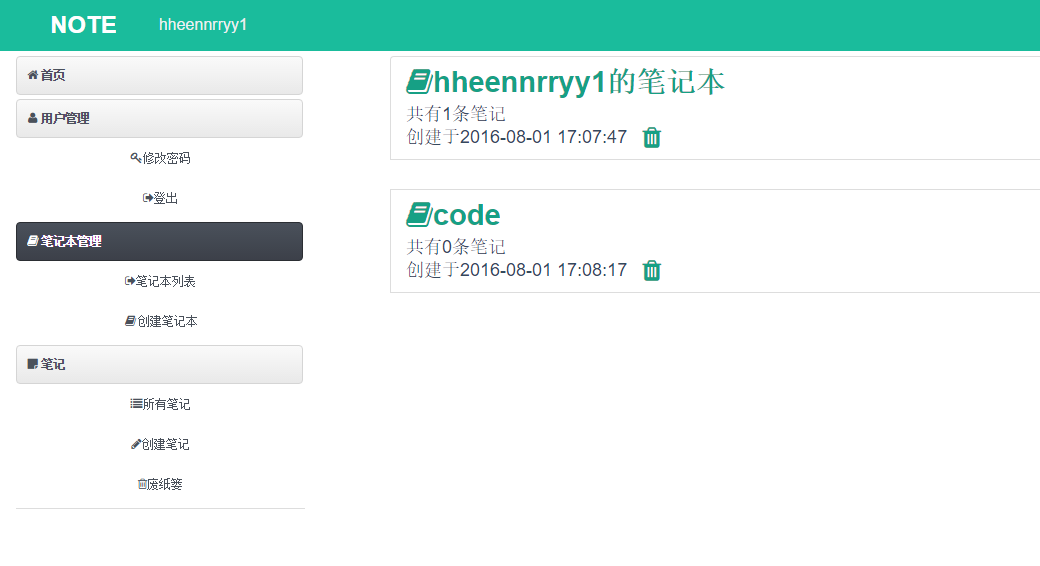 NOTE hheennrryy1
首页
用户管理
修改密码
登出
笔记本管理
笔记本列表
创建笔记本
笔记
所有笔记
创建笔记
废纸篓
hheennrryy1的笔记本
共有1条笔记
创建于2016-08-01 17:07:47
code
共有0条笔记
创建于2016-08-01 17:08:17